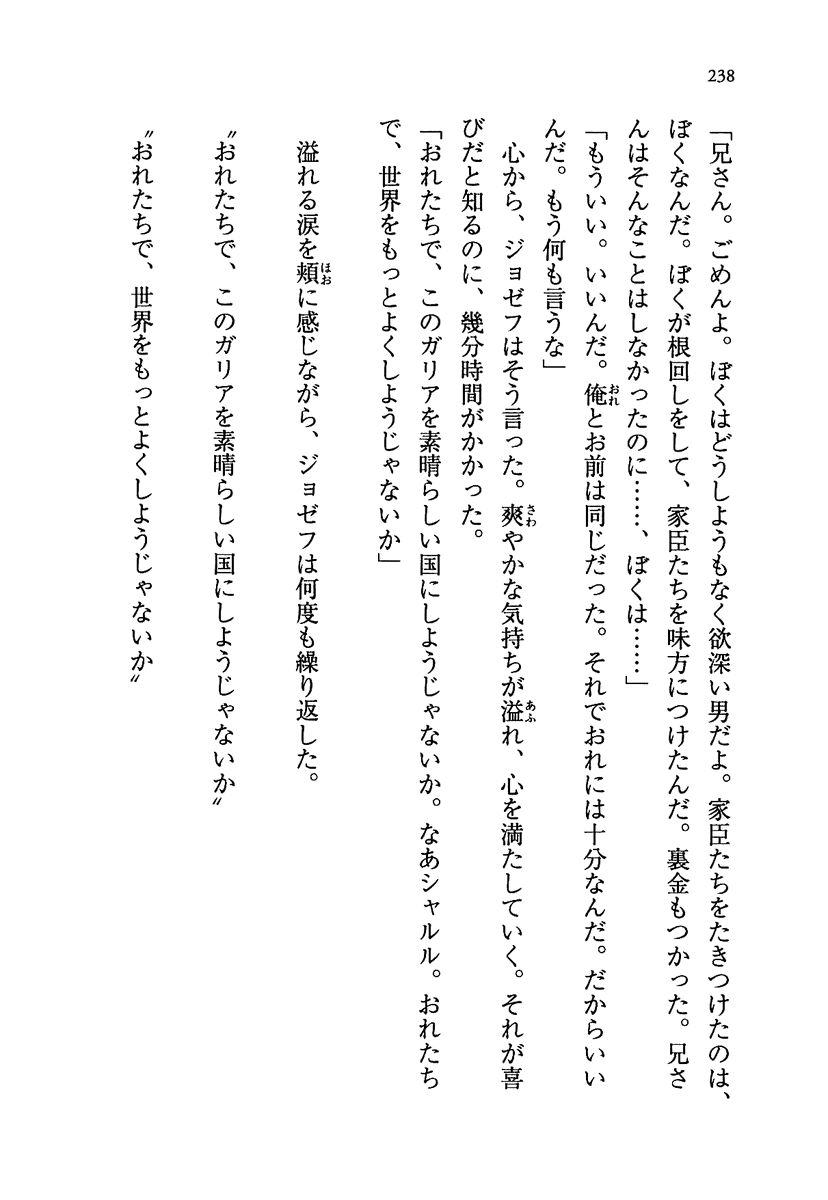 238
「兄さん。ごめんよ。ぼくはどうしようもなく欲深い男だよ。家臣たちをたきつけたのは、
ぼくなんだ。ぼくが根回しをして、家臣たちを味方につけたんだ。裏金もつかった。兄さ
んはそんなことはしなかったのに……、ぼくは……」
「もういい。いいんだ。俺とお前は同じだった。それでおれには十分なんだ。だからいい
んだ。もう何も言うな」
　心から、ジョゼフはそう言った。爽やかな気持ちが溢れ、心を満たしていく。それが喜
びだと知るのに、幾分時間がかかった。
「おれたちで、このガリアを素晴らしい国にしようじゃないか。なあシャルル。おれたち
で、世界をもっとよくしようじゃないか」
　溢れる涙を頬に感じながら、ジョゼフは何度も繰り返した。
〝おれたちで、このガリアを素晴らしい国にしようじゃないか〟
〝おれたちで、世界をもっとよくしようじゃないか〟